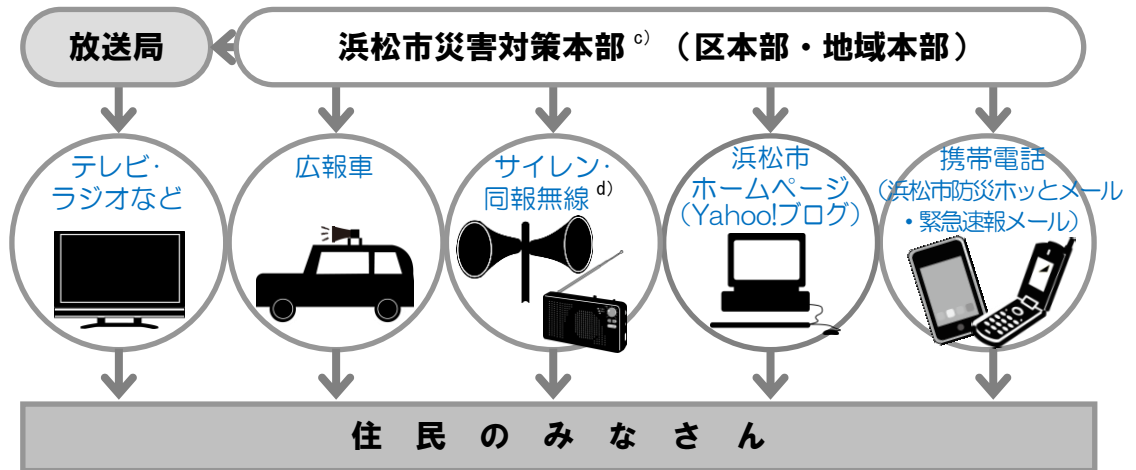 放送局
浜松市災害対策本部c)（区本部・地域本部）
テレビ・
ラジオなど
広報車
サイレン・
同報無線d)
浜松市
ホームページ
（Yahoo!ブログ）
携帯電話
（浜松市防災ホッとメール
・緊急速報メール）
住民のみなさん